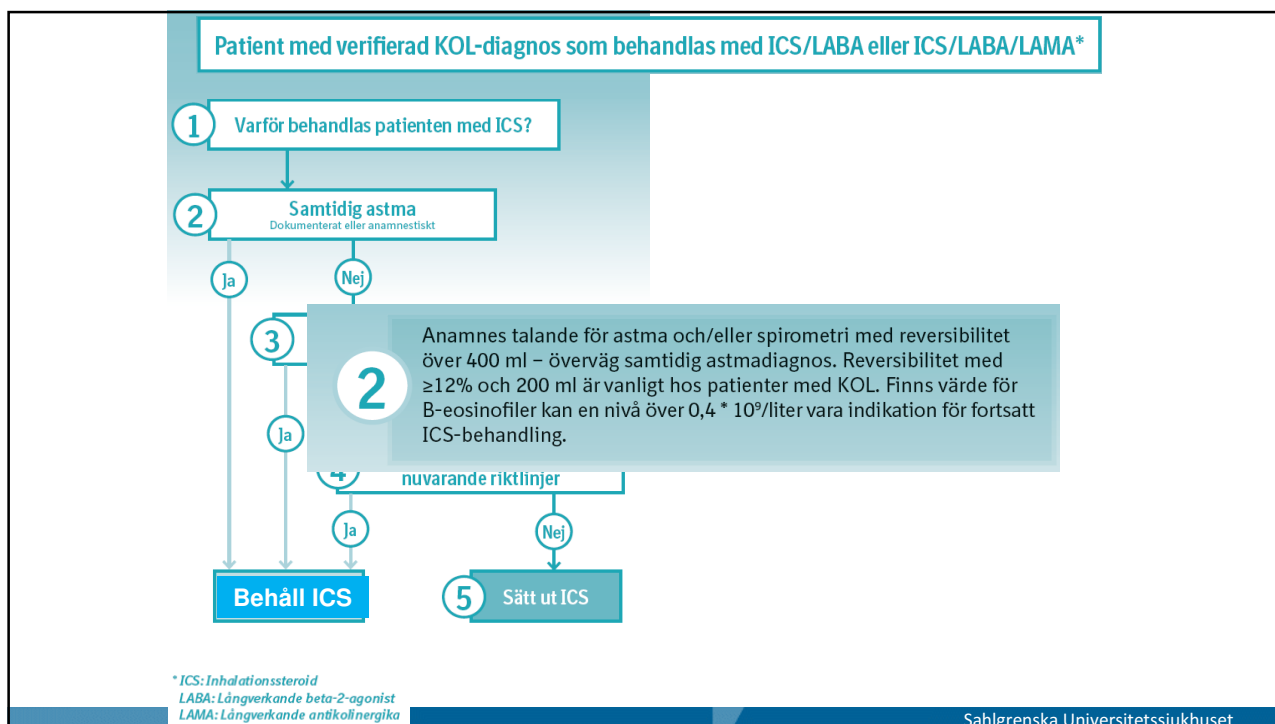 Patient med verifierad KOL-diagnos som behandlas med ICS/LABA eller ICS/LABA/LAMA*
1
Varför behandlas patienten med ICS?
2
Samtidig astma
Dokumenterat eller anamnestiskt
Ja
Nej
3
2
Anamnes talande för astma och/eller spirometri med reversibilitet
över 400 ml – överväg samtidig astmadiagnos. Reversibilitet med
≥12% och 200 ml är vanligt hos patienter med KOL. Finns värde för
B-eosinofiler kan en nivå över 0,4 * 10⁹/liter vara indikation för fortsatt
ICS-behandling.
Ja
4
nuvarande riktlinjer
Ja
Nej
Behåll ICS
5
Sätt ut ICS
* ICS: Inhalationssteroid
LABA: Långverkande beta-2-agonist
LAMA: Långverkande antikolinergika
Sahlgrenska Universitetssjukhuset